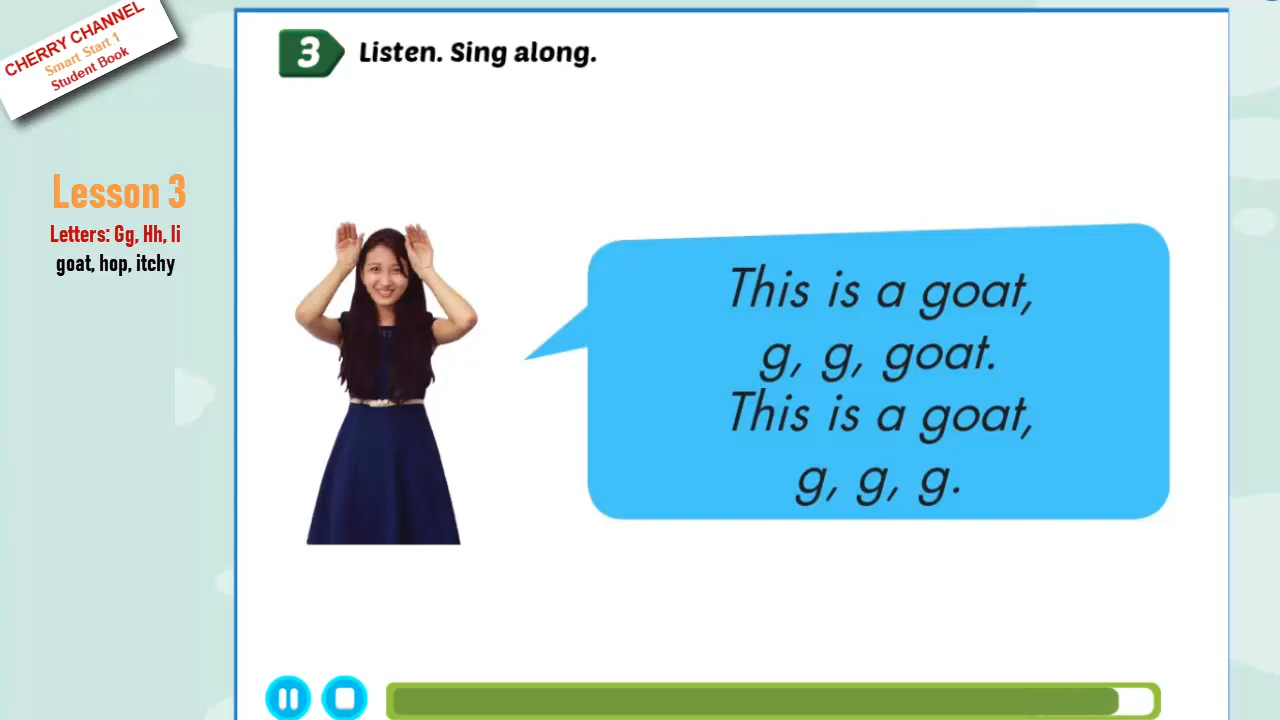 CHERRY CHANNEL
Smart Start 1
Student Book
3 Listen. Sing along.
Lesson 3
Letters: Gg, Hh, Ii
goat, hop, itchy
This is a goat,
g, g, goat.
This is a goat,
g, g, g.